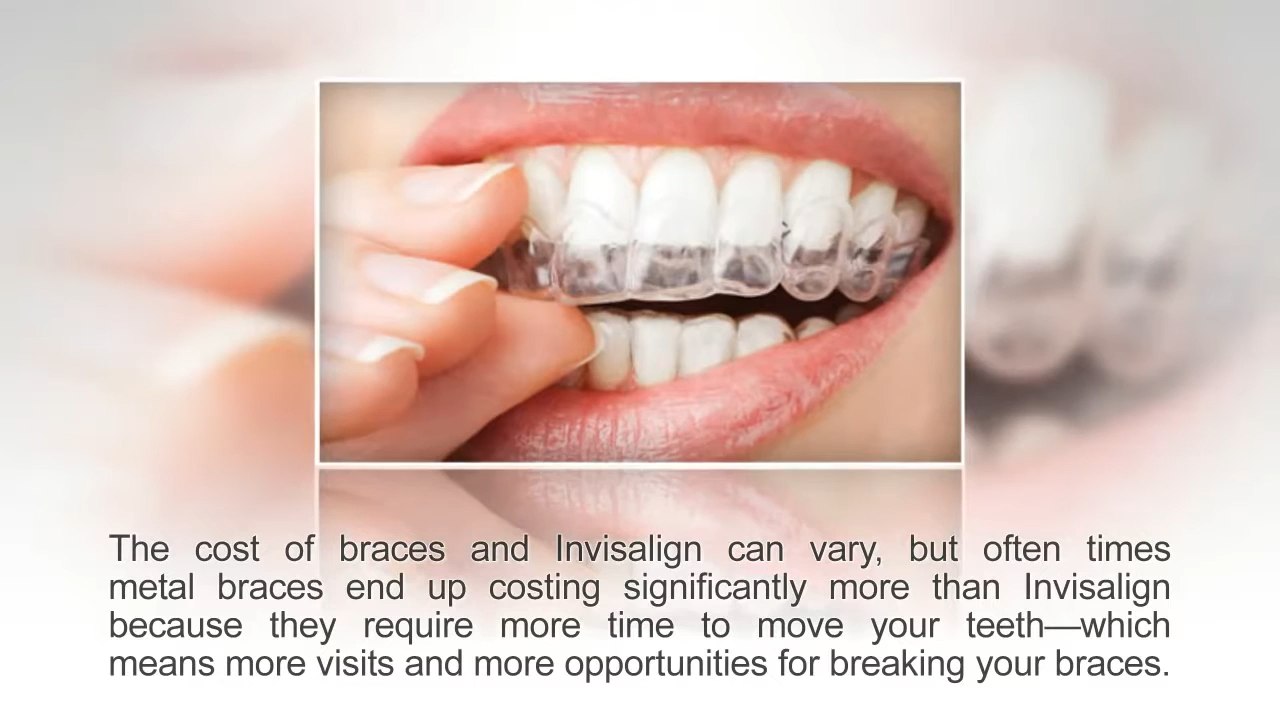 The cost of braces and Invisalign can vary, but often times
metal braces end up costing significantly more than Invisalign
because they require more time to move your teeth—which
means more visits and more opportunities for breaking your braces.